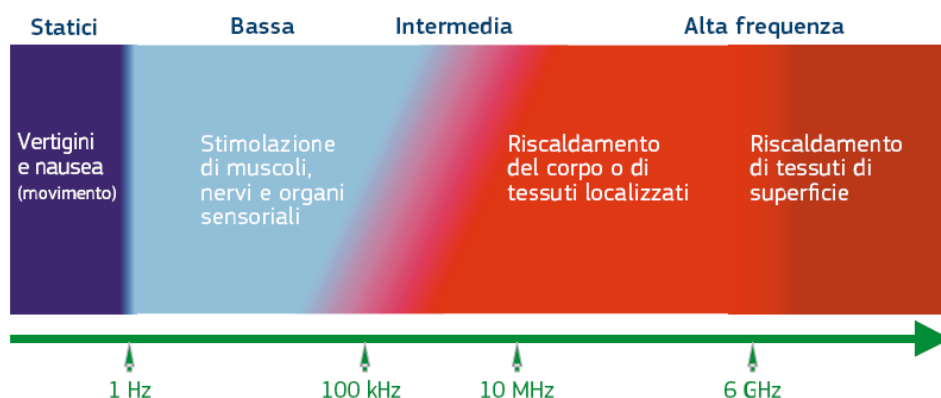 Statici
Bassa
Intermedia
Alta frequenza
Vertigini
e nausea
(movimento)
Stimolazione
di muscoli,
nervi e organi
sensoriali
Riscaldamento
del corpo o di
tessuti localizzati
Riscaldamento
di tessuti di
superficie
1 Hz
100 kHz
10 MHz
6 GHz